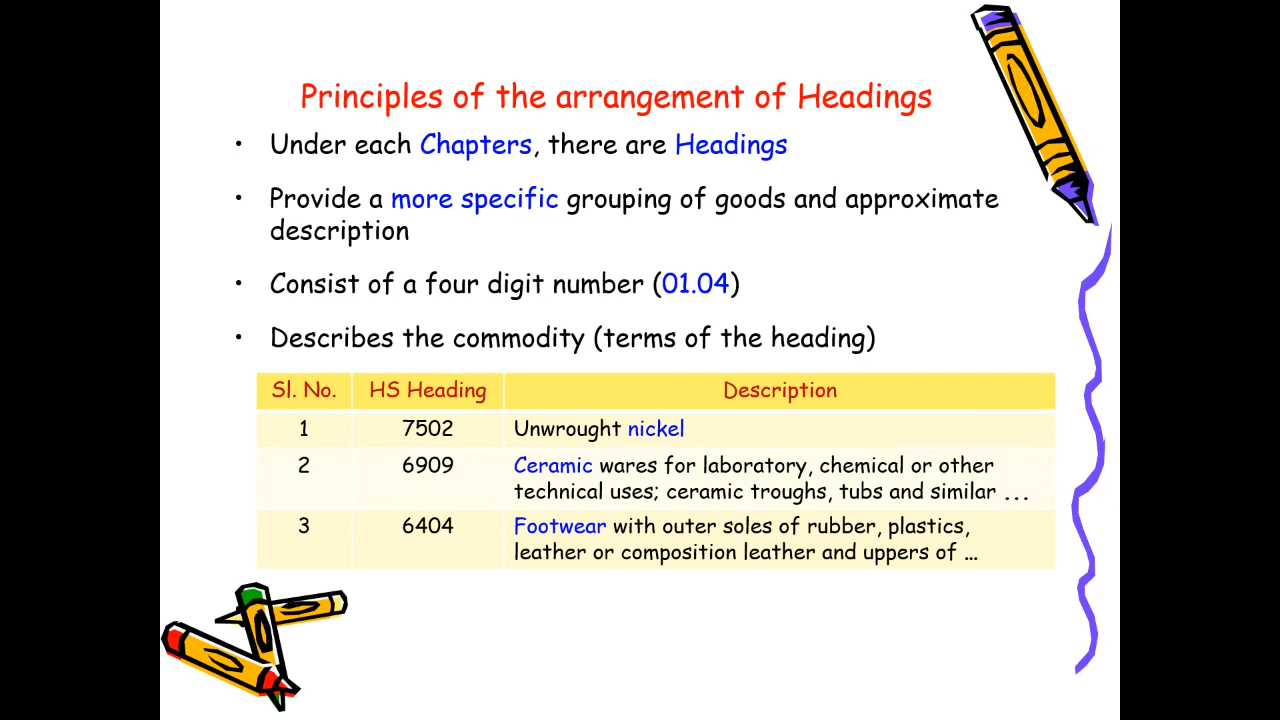 Principles of the arrangement of Headings
• Under each Chapters, there are Headings
• Provide a more specific grouping of goods and approximate
description
• Consist of a four digit number (01.04)
• Describes the commodity (terms of the heading)
Sl. No. HS Heading Description
1 7502 Unwrought nickel
2 6909 Ceramic wares for laboratory, chemical or other
technical uses; ceramic troughs, tubs and similar ...
3 6404 Footwear with outer soles of rubber, plastics,
leather or composition leather and uppers of ...